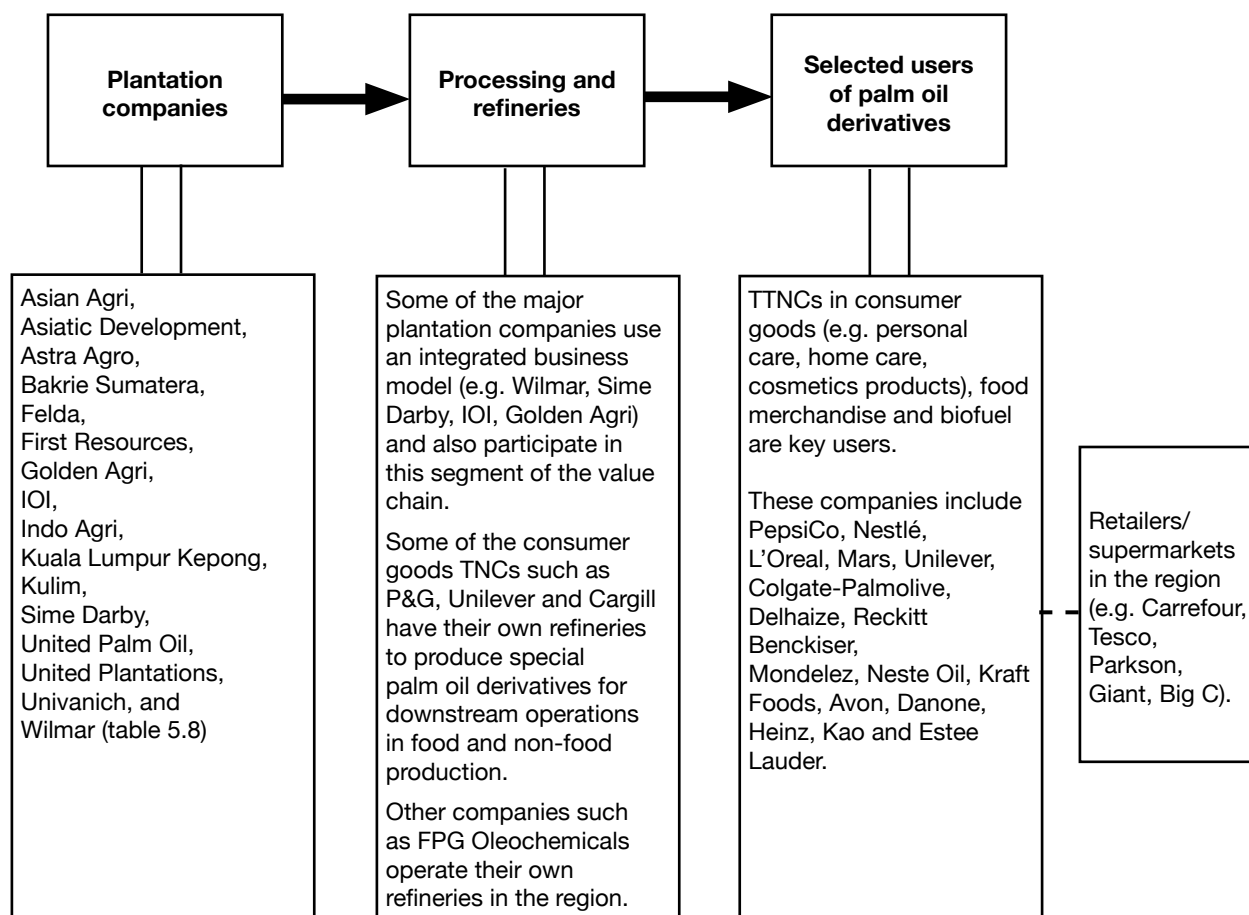 Plantation
companies
Processing and
refineries
Selected users
of palm oil
derivatives
Asian Agri,
Asiatic Development,
Astra Agro,
Bakrie Sumatera,
Felda,
First Resources,
Golden Agri,
IOI,
Indo Agri,
Kuala Lumpur Kepong,
Kulim,
Sime Darby,
United Palm Oil,
United Plantations,
Univanich, and
Wilmar (table 5.8)
Some of the major
plantation companies use
an integrated business
model (e.g. Wilmar, Sime
Darby, IOI, Golden Agri)
and also participate in
this segment of the value
chain.
Some of the consumer
goods TNCs such as
P&G, Unilever and Cargill
have their own refineries
to produce special
palm oil derivatives for
downstream operations
in food and non-food
production.
Other companies such
as FPG Oleochemicals
operate their own
refineries in the region.
TTNCs in consumer
goods (e.g. personal
care, home care,
cosmetics products), food
merchandise and biofuel
are key users.
These companies include
PepsiCo, Nestlé,
L'Oreal, Mars, Unilever,
Colgate-Palmolive,
Delhaize, Reckitt
Benckiser,
Mondelez, Neste Oil, Kraft
Foods, Avon, Danone,
Heinz, Kao and Estee
Lauder.
Retailers/
supermarkets
in the region
(e.g. Carrefour,
Tesco,
Parkson,
Giant, Big C).